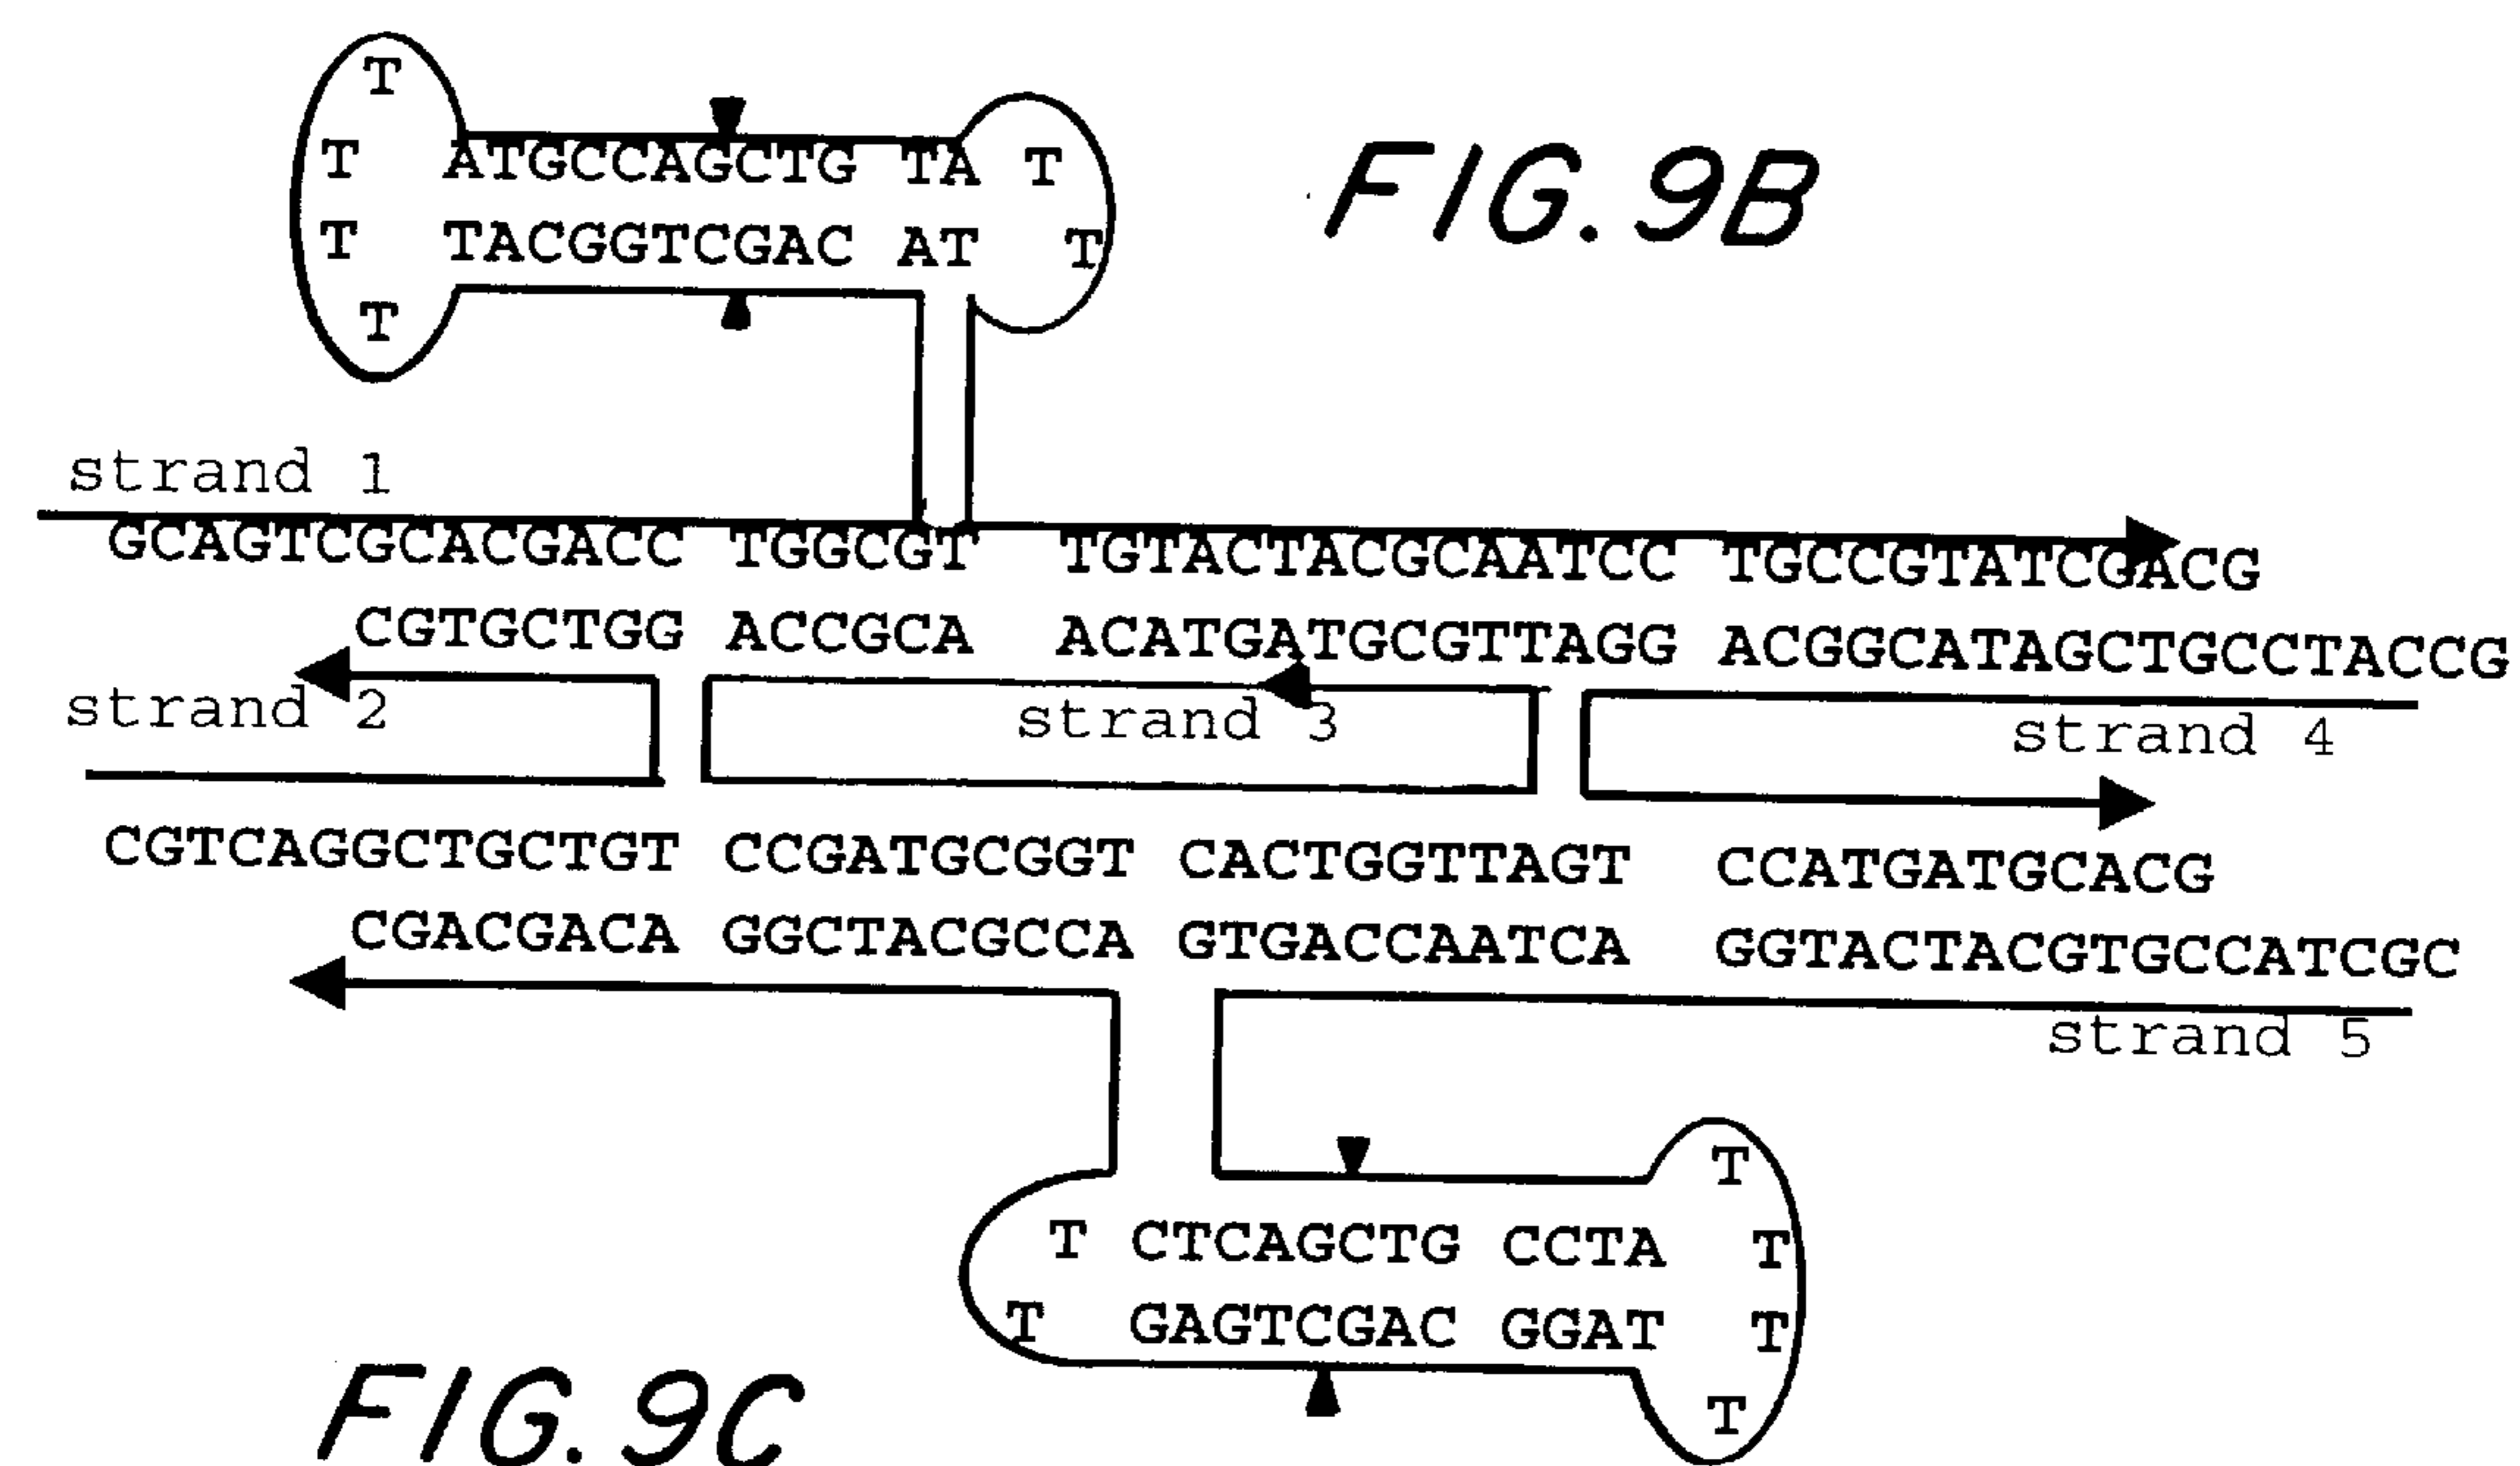 T
T ATGCCAGCTG TA T
T TACGGTCGAC AT T
T
FIG. 9B
strand 1
GCAGTCGCACGACC TGGCGT TGTACTACGCAATCC TGCCGTATCGACG
CGTGCTGG ACCGCA ACATGATGCGTTAGG ACGGCATAGCTGCCTACCG
strand 2 strand 3 strand 4
CGTCAGGCTGCTGT CCGATGCGGT CACTGGTTAGT CCATGATGCACG
CGACGACA GGCTACGCCA GTGACCAATCA GGTACTACGTGCCATCGC
strand 5
T
T CTCAGCTG CCTA T
T GAGTCGAC GGAT T
T
FIG. 9C